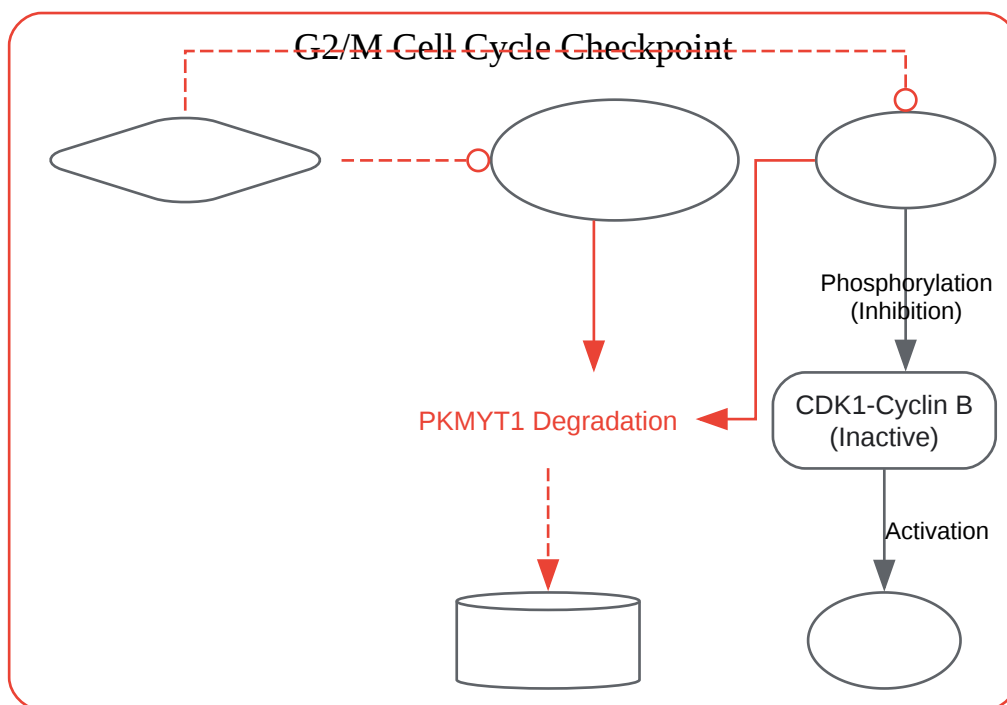 G2/M Cell Cycle Checkpoint
Phosphorylation
(Inhibition)
PKMYT1 Degradation
CDK1-Cyclin B
(Inactive)
Activation